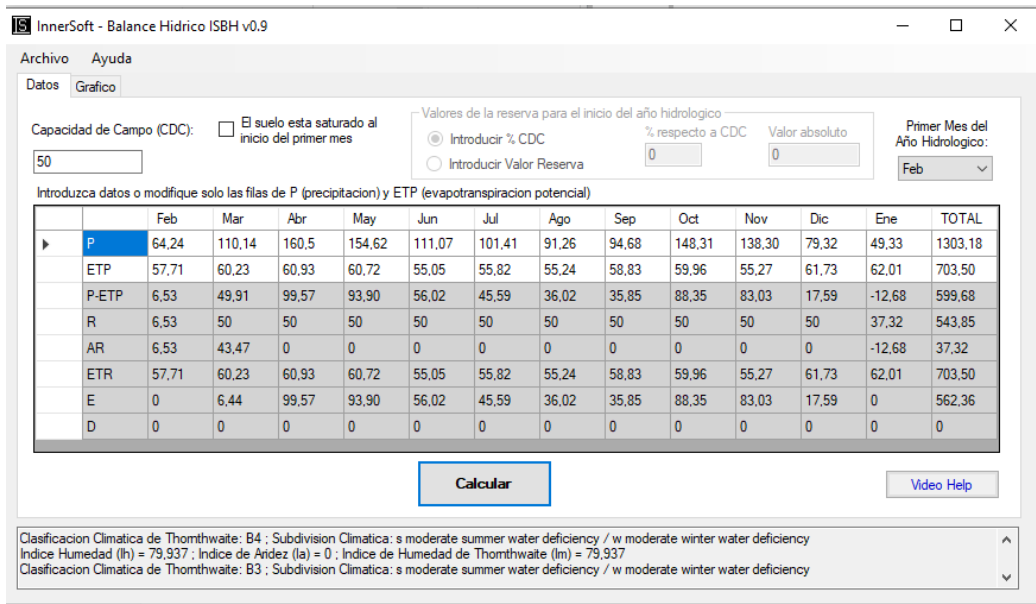 IS InnerSoft - Balance Hidrico ISBH v0.9
Archivo Ayuda
Datos Grafico
Capacidad de Campo (CDC):
50
El suelo esta saturado al
inicio del primer mes
Valores de la reserva para el inicio del año hidrologico
Introducir % CDC
Introducir Valor Reserva
% respecto a CDC
0
Valor absoluto
0
Primer Mes del
Año Hidrologico:
Feb
Introduzca datos o modifique solo las filas de P (precipitacion) y ETP (evapotranspiracion potencial)
Feb Mar Abr May Jun Jul Ago Sep Oct Nov Dic Ene TOTAL
P 64,24 110,14 160,5 154,62 111,07 101,41 91,26 94,68 148,31 138,30 79,32 49,33 1303,18
ETP 57,71 60,23 60,93 60,72 55,05 55,82 55,24 58,83 59,96 55,27 61,73 62,01 703,50
P-ETP 6,53 49,91 99,57 93,90 56,02 45,59 36,02 35,85 88,35 83,03 17,59 -12,68 599,68
R 6,53 50 50 50 50 50 50 50 50 50 50 37,32 543,85
AR 6,53 43,47 0 0 0 0 0 0 0 0 0 -12,68 37,32
ETR 57,71 60,23 60,93 60,72 55,05 55,82 55,24 58,83 59,96 55,27 61,73 62,01 703,50
E 0 6,44 99,57 93,90 56,02 45,59 36,02 35,85 88,35 83,03 17,59 0 562,36
D 0 0 0 0 0 0 0 0 0 0 0 0 0
Calcular
Video Help
Clasificacion Climatica de Thornthwaite: B4 ; Subdivision Climatica: s moderate summer water deficiency / w moderate winter water deficiency
Indice Humedad (Ih) = 79,937 ; Indice de Aridez (Ia) = 0 ; Indice de Humedad de Thornthwaite (Im) = 79,937
Clasificacion Climatica de Thornthwaite: B3 ; Subdivision Climatica: s moderate summer water deficiency / w moderate winter water deficiency